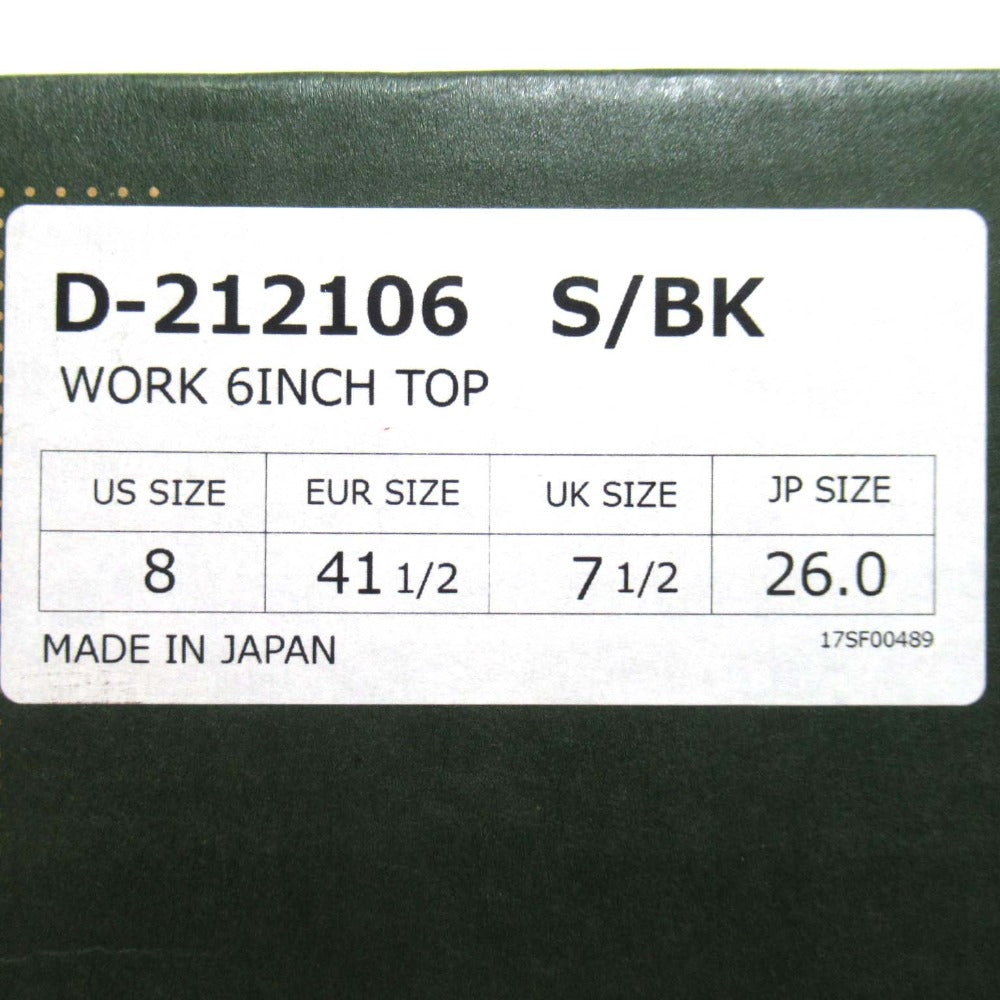 D-212106 S/BK
WORK 6INCH TOP
US SIZE EUR SIZE UK SIZE JP SIZE
8 41 1/2 7 1/2 26.0
MADE IN JAPAN 17SF00489